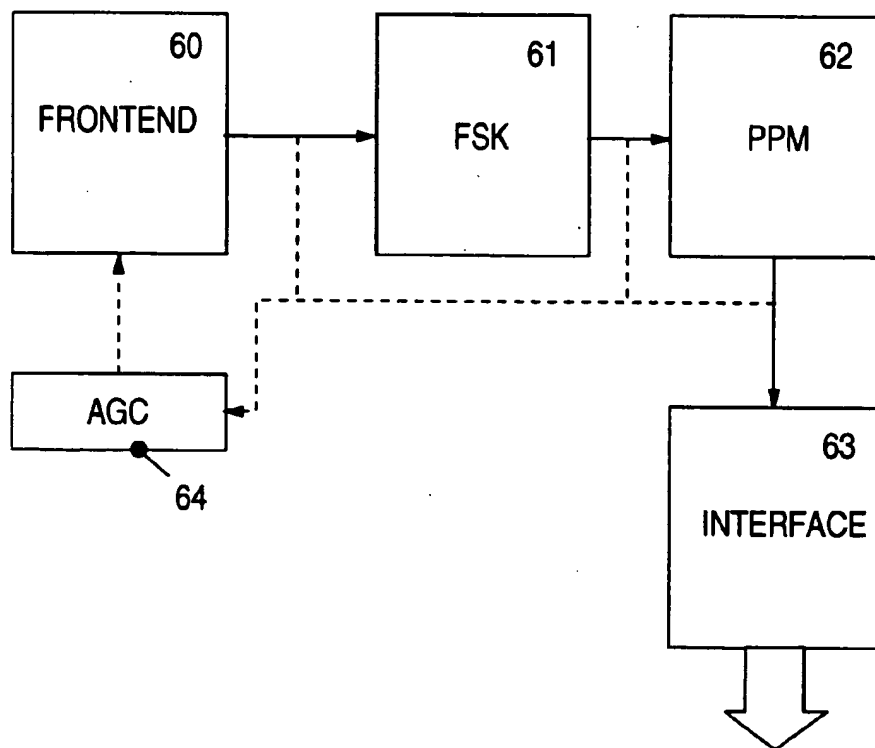 60
FRONTEND
61
FSK
62
PPM
AGC
64
63
INTERFACE